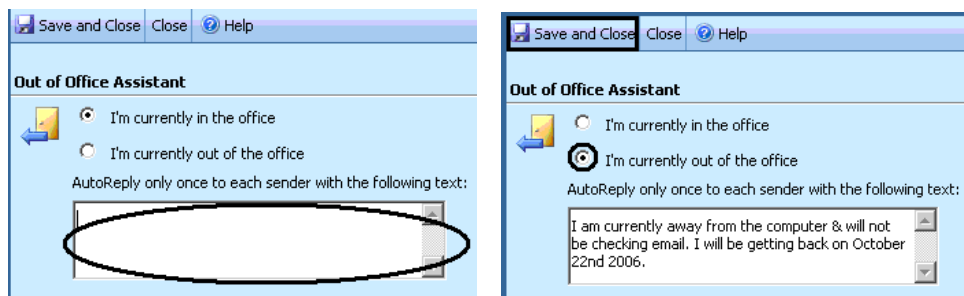 Save and Close Close Help
Out of Office Assistant
I'm currently in the office
I'm currently out of the office
AutoReply only once to each sender with the following text:
Save and Close Close Help
Out of Office Assistant
I'm currently in the office
I'm currently out of the office
AutoReply only once to each sender with the following text:
I am currently away from the computer & will not
be checking email. I will be getting back on October
22nd 2006.